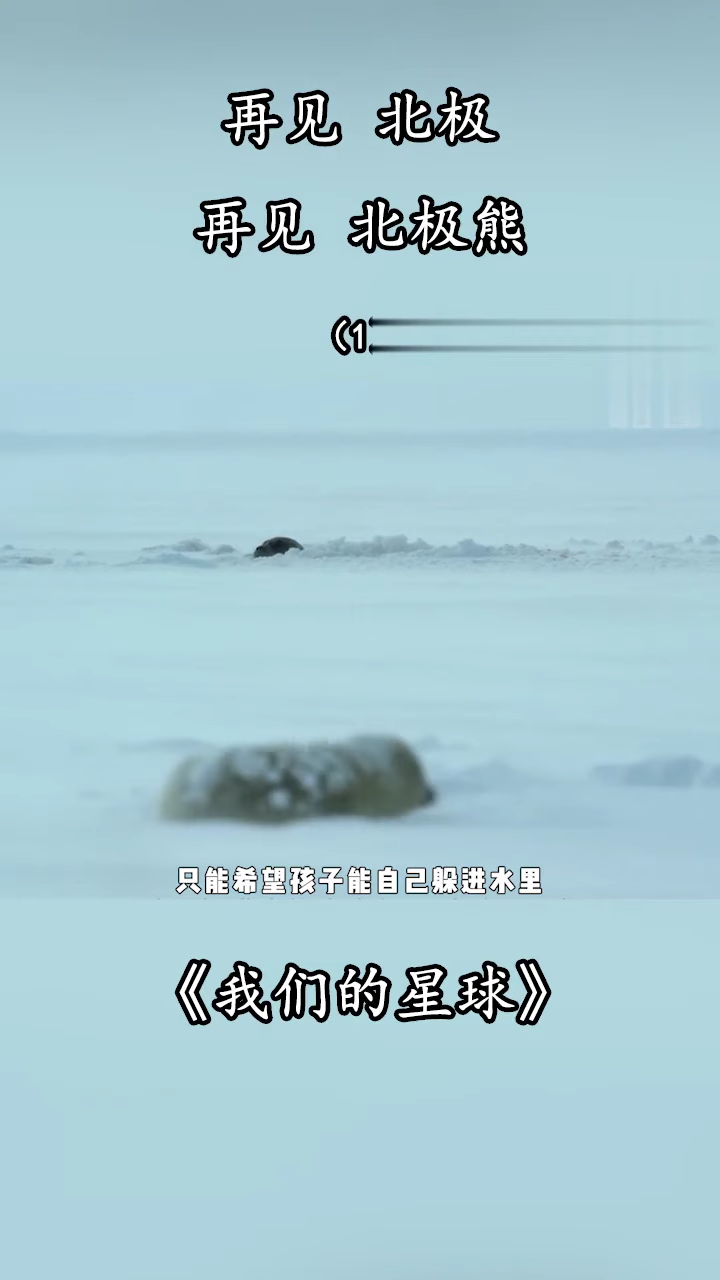 再见 北极
再见 北极熊
（1
只能希望孩子能自己躲进水里
《我们的星球》